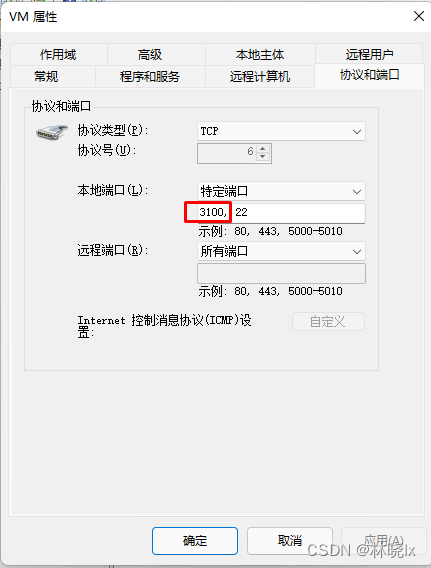 VM 属性
作用域 高级 本地主体 远程用户
常规 程序和服务 远程计算机 协议和端口
协议和端口
协议类型(P): TCP
协议号(U): 6
本地端口(L): 特定端口
3100, 22
示例: 80, 443, 5000-5010
远程端口(R): 所有端口
示例: 80, 443, 5000-5010
Internet 控制消息协议(ICMP)设
置: 自定义
确定 取消 应用(A)
CSDN @林晓lx